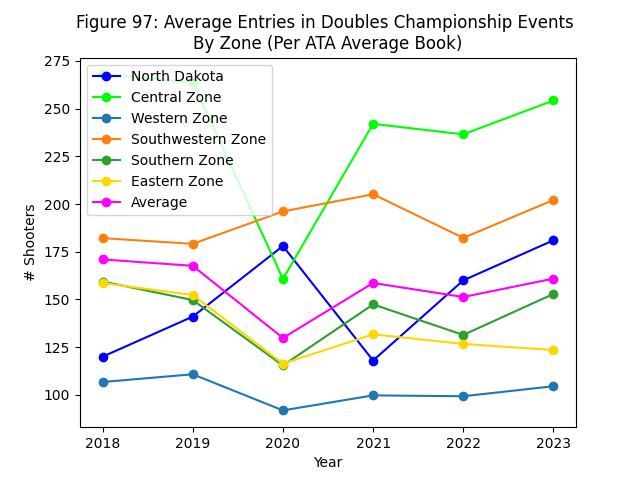 Figure 97: Average Entries in Doubles Championship Events
By Zone (Per ATA Average Book)
275
250
225
200
175
150
125
100
# Shooters
North Dakota
Central Zone
Western Zone
Southwestern Zone
Southern Zone
Eastern Zone
Average
2018 2019 2020 2021 2022 2023
Year